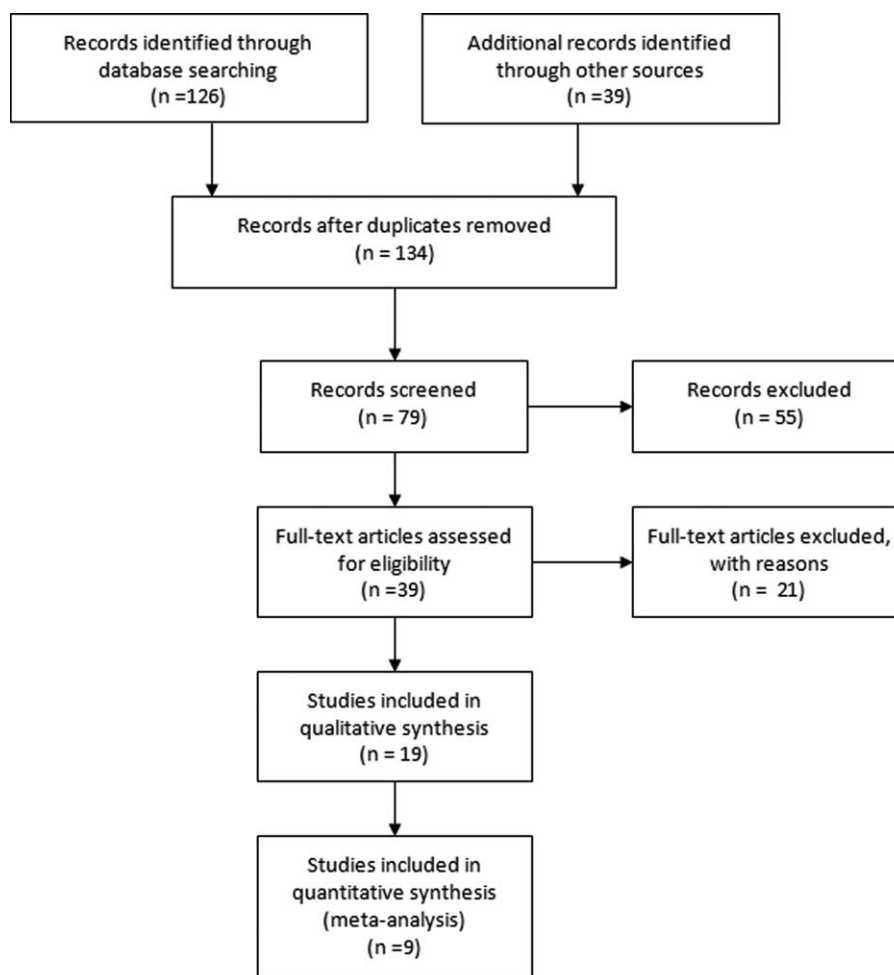 Records identified through
database searching
(n =126)
Additional records identified
through other sources
(n =39)
Records after duplicates removed
(n = 134)
Records screened
(n = 79)
Records excluded
(n = 55)
Full-text articles assessed
for eligibility
(n =39)
Full-text articles excluded,
with reasons
(n = 21)
Studies included in
qualitative synthesis
(n = 19)
Studies included in
quantitative synthesis
(meta-analysis)
(n =9)